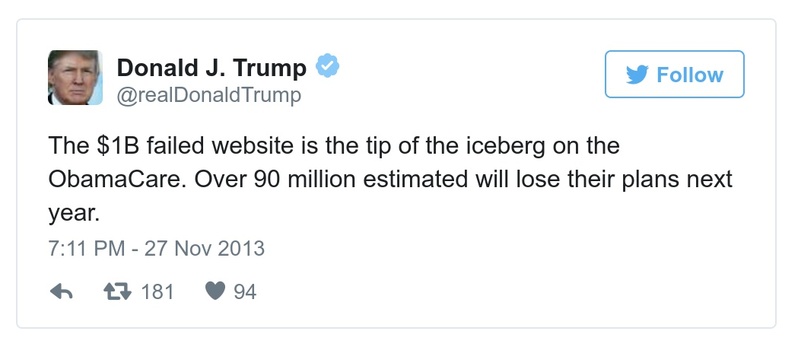 Donald J. Trump
@realDonaldTrump
Follow
The $1B failed website is the tip of the iceberg on the
ObamaCare. Over 90 million estimated will lose their plans next
year.
7:11 PM - 27 Nov 2013
181 94